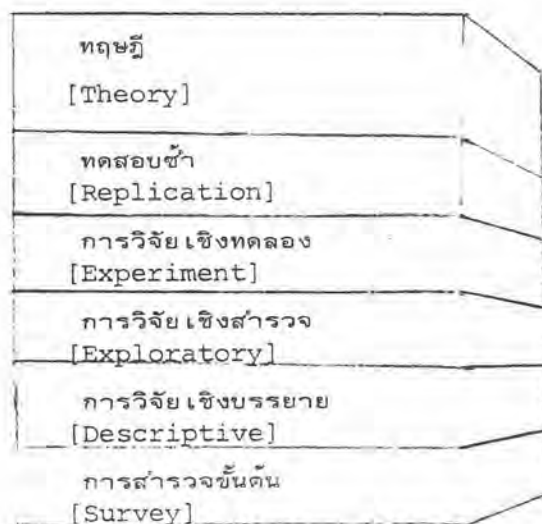 ทฤษฎี
[Theory]
ทดสอบซ้ำ
[Replication]
การวิจัยเชิงทดลอง
[Experiment]
การวิจัยเชิงสำรวจ
[Exploratory]
การวิจัยเชิงบรรยาย
[Descriptive]
การสำรวจขั้นต้น
[Survey]